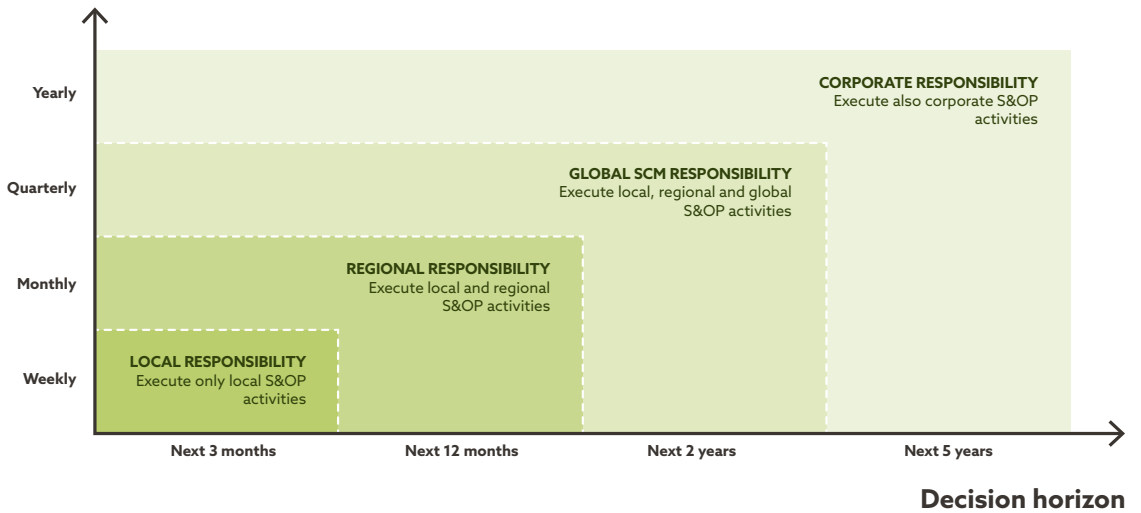 Yearly
CORPORATE RESPONSIBILITY
Execute also corporate S&OP
activities
Quarterly
GLOBAL SCM RESPONSIBILITY
Execute local, regional and global
S&OP activities
Monthly
REGIONAL RESPONSIBILITY
Execute local and regional
S&OP activities
Weekly
LOCAL RESPONSIBILITY
Execute only local S&OP
activities
Next 3 months
Next 12 months
Next 2 years
Next 5 years
Decision horizon